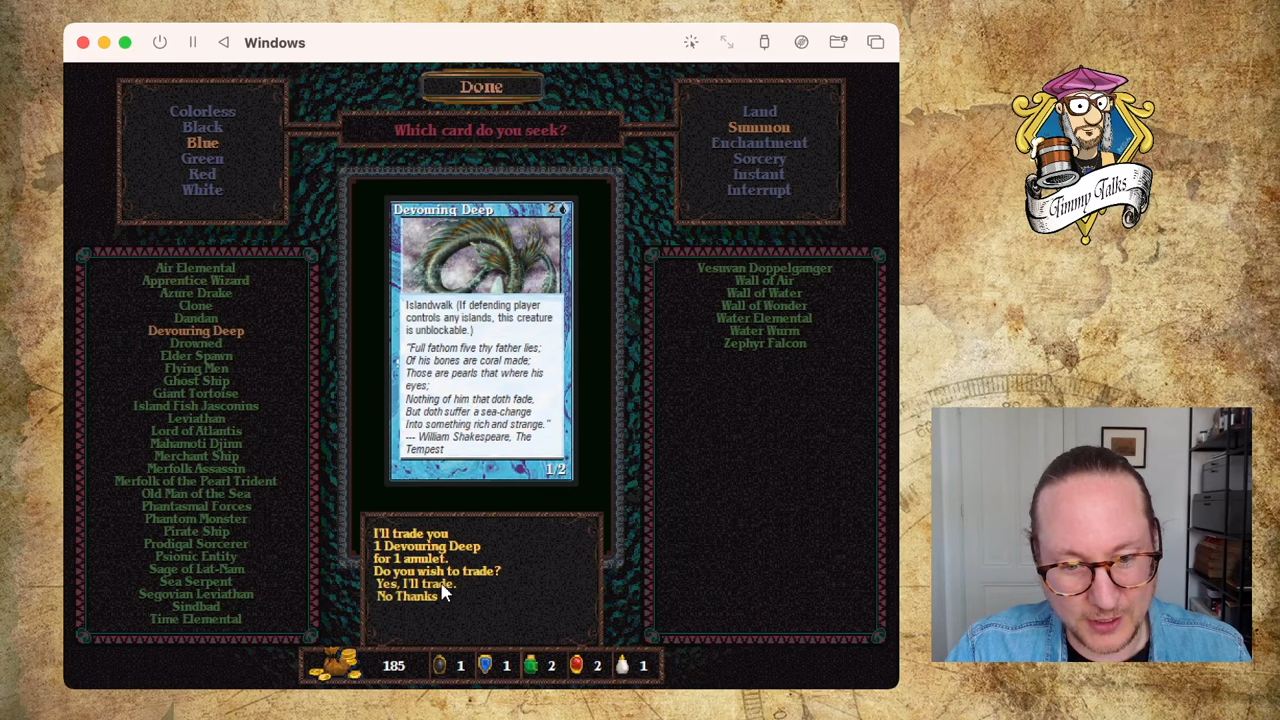 Windows
Done
Which card do you seek?
Colorless
Black
Blue
Green
Red
White
Land
Summon
Enchantment
Sorcery
Instant
Interrupt
Devouring Deep 2
Islandwalk (If defending player
controls any islands, this creature
is unblockable.)
"Full fathom five thy father lies;
Of his bones are coral made;
Those are pearls that where his
eyes;
Nothing of him that doth fade,
But doth suffer a sea-change
Into something rich and strange."
--- William Shakespeare, The
Tempest
1/2
Air Elemental
Apprentice Wizard
Azure Drake
Clone
Dandan
Devouring Deep
Drowned
Elder Spawn
Flying Men
Ghost Ship
Giant Tortoise
Island Fish Jasconius
Leviathan
Lord of Atlantis
Mahamoti Djinn
Merchant Ship
Merfolk Assassin
Merfolk of the Pearl Trident
Old Man of the Sea
Phantasmal Forces
Phantom Monster
Pirate Ship
Prodigal Sorcerer
Psionic Entity
Sage of Lat-Nam
Sea Serpent
Segovian Leviathan
Sindbad
Time Elemental
Vesuvan Doppelganger
Wall of Air
Wall of Water
Wall of Wonder
Water Elemental
Water Wurm
Zephyr Falcon
I'll trade you
1 Devouring Deep
for 1 amulet.
Do you wish to trade?
Yes, I'll trade.
No Thanks
185 1 1 2 2 1
Timmy Talks